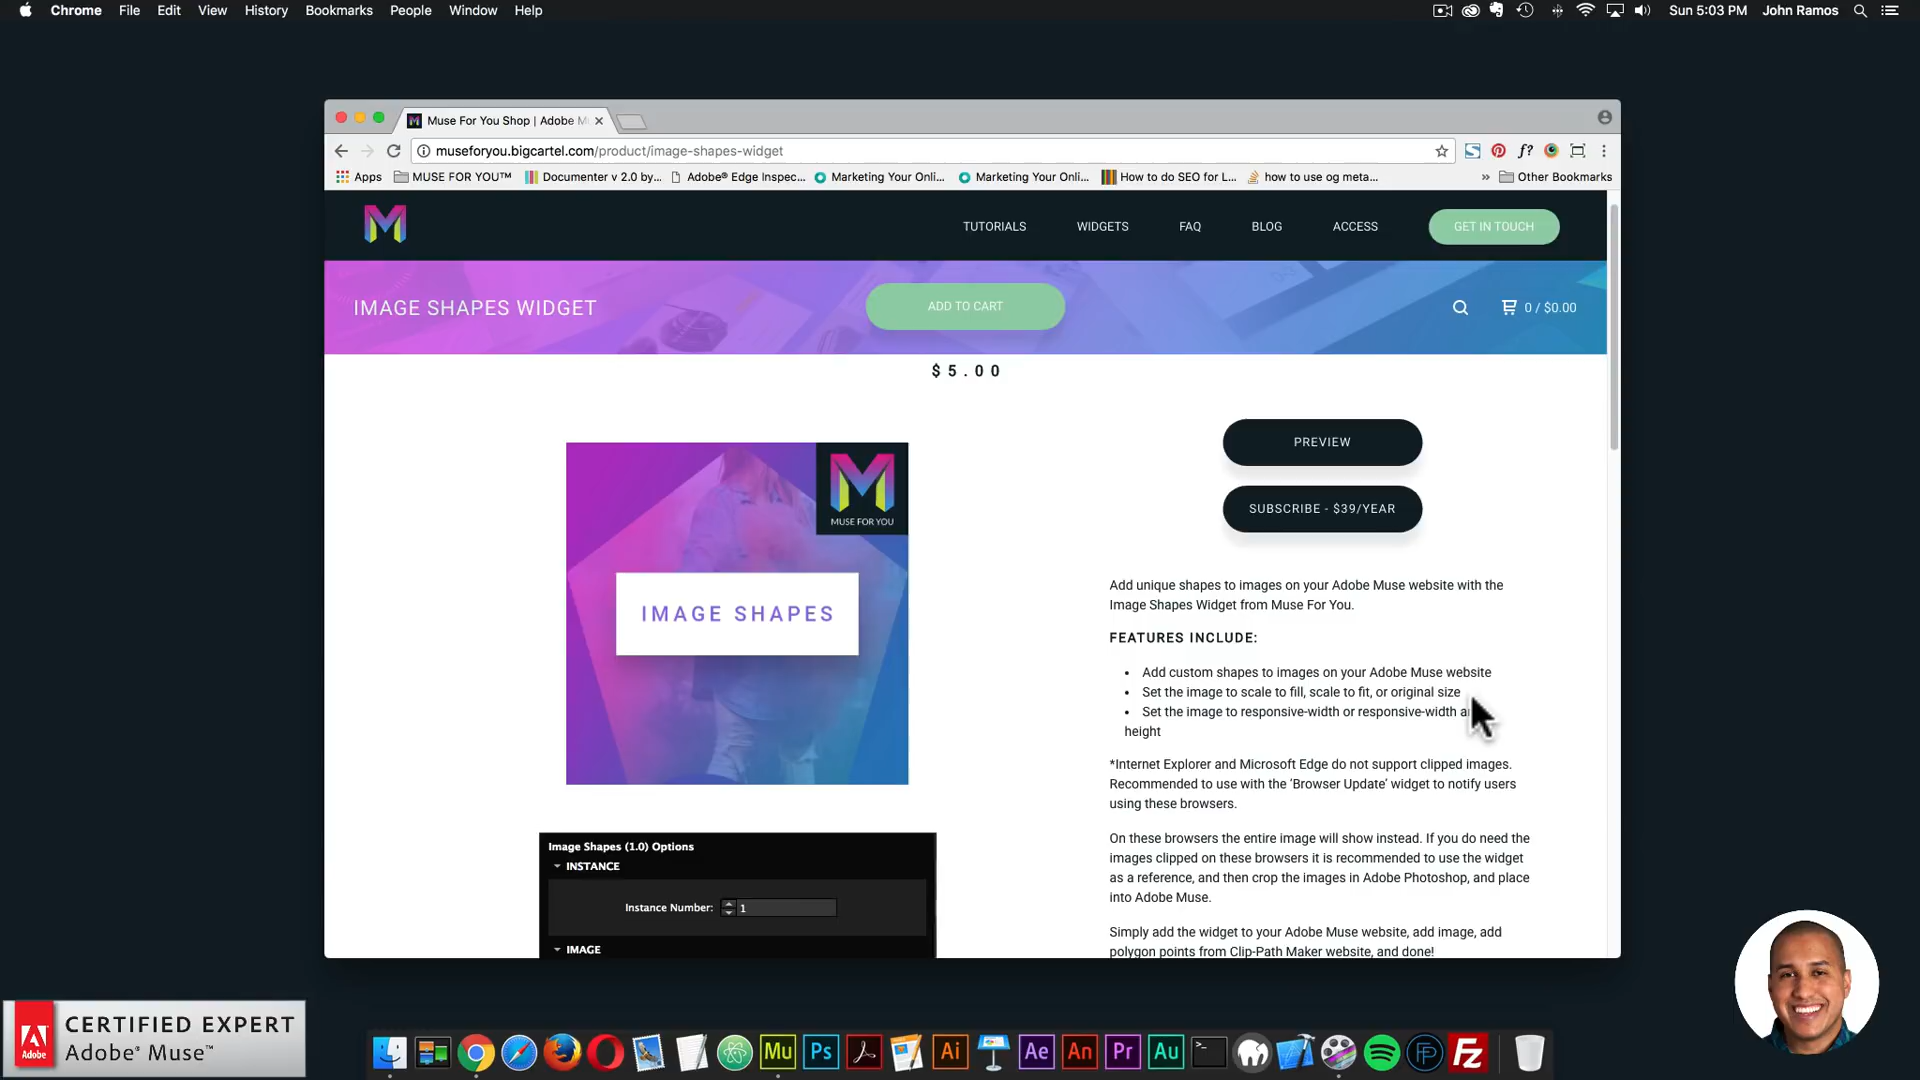 Chrome File Edit View History Bookmarks People Window Help
Sun 5:03 PM John Ramos
Muse For You Shop | Adobe M
museforyou.bigcartel.com/product/image-shapes-widget
Apps MUSE FOR YOU™ Documenter v 2.0 by... Adobe® Edge Inspec... Marketing Your Onli... Marketing Your Onli... How to do SEO for L... how to use og meta... » Other Bookmarks
M TUTORIALS WIDGETS FAQ BLOG ACCESS GET IN TOUCH
IMAGE SHAPES WIDGET ADD TO CART 0 / $0.00
$5.00
MUSE FOR YOU
IMAGE SHAPES
PREVIEW
SUBSCRIBE - $39/YEAR
Add unique shapes to images on your Adobe Muse website with the
Image Shapes Widget from Muse For You.
FEATURES INCLUDE:
• Add custom shapes to images on your Adobe Muse website
• Set the image to scale to fill, scale to fit, or original size
• Set the image to responsive-width or responsive-width
height
*Internet Explorer and Microsoft Edge do not support clipped images.
Recommended to use with the 'Browser Update' widget to notify users
using these browsers.
On these browsers the entire image will show instead. If you do need the
images clipped on these browsers it is recommended to use the widget
as a reference, and then crop the images in Adobe Photoshop, and place
into Adobe Muse.
Simply add the widget to your Adobe Muse website, add image, add
polygon points from Clip-Path Maker website, and done!
Image Shapes (1.0) Options
INSTANCE
Instance Number: 1
IMAGE
Adobe
CERTIFIED EXPERT
Adobe® Muse™
Mu Ps Ai Ae An Pr Au FP Fz